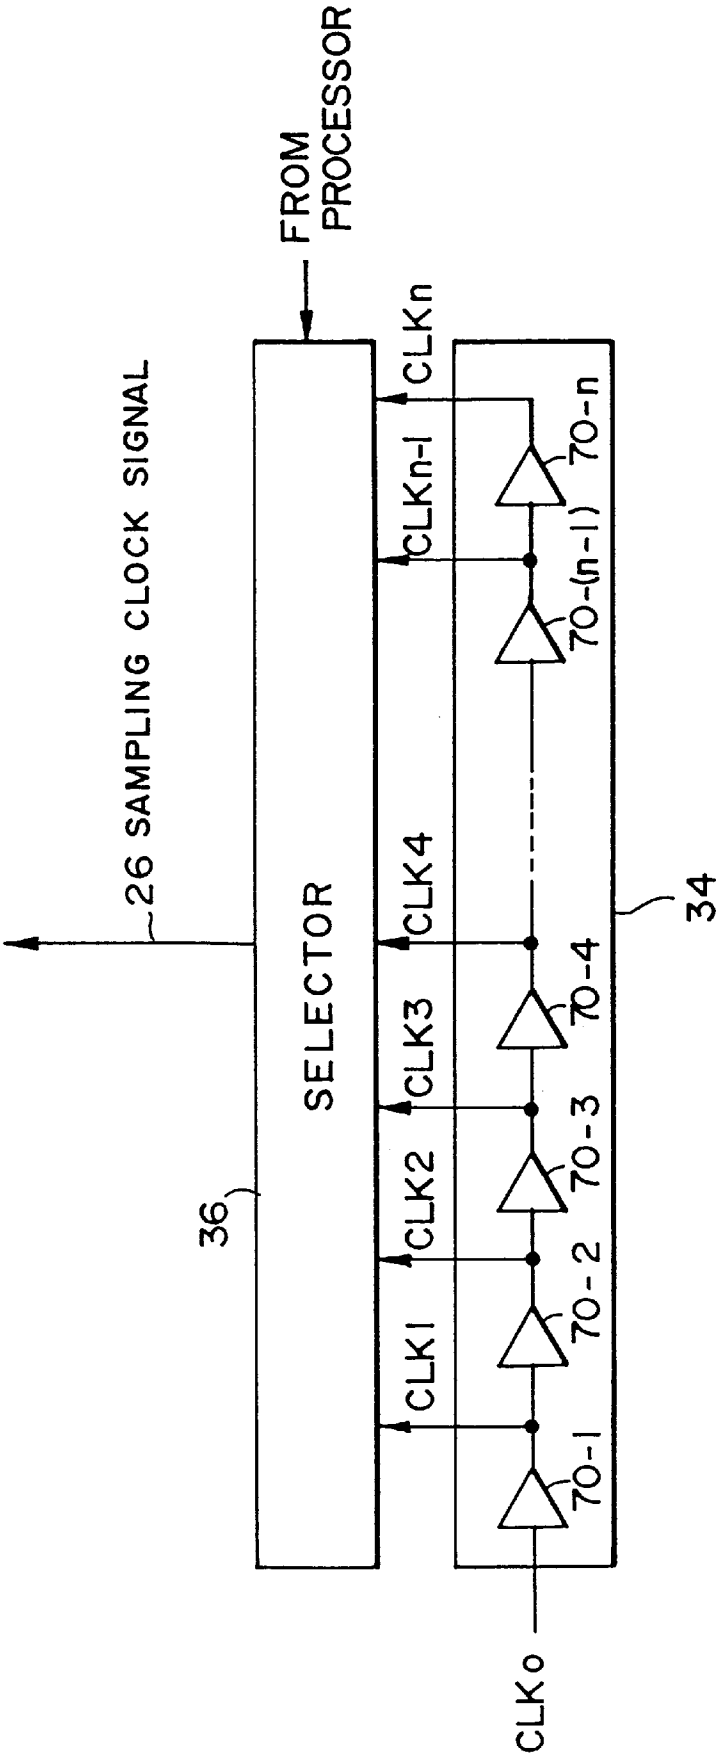 26 SAMPLING CLOCK SIGNAL
36
SELECTOR
FROM
PROCESSOR
CLK1
CLK2
CLK3
CLK4
CLKn-1
CLKn
CLKo
70-1
70-2
70-3
70-4
70-(n-1)
70-n
34